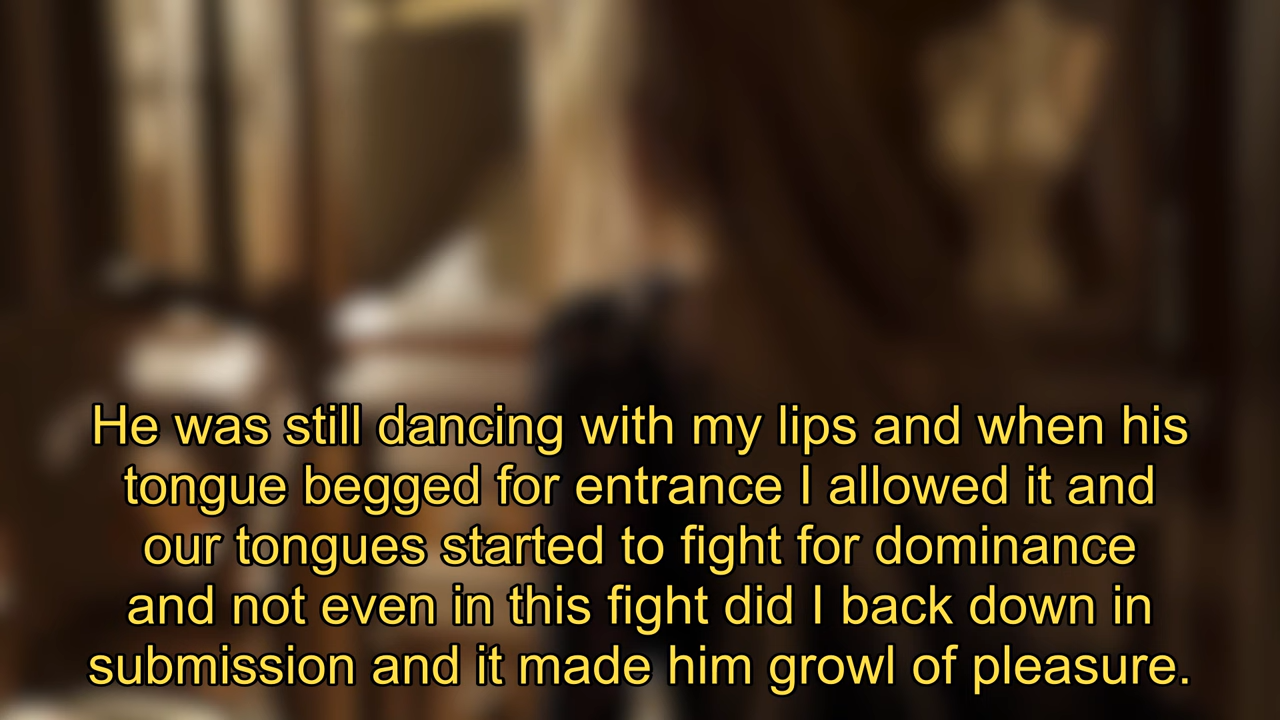 He was still dancing with my lips and when his
tongue begged for entrance I allowed it and
our tongues started to fight for dominance
and not even in this fight did I back down in
submission and it made him growl of pleasure.